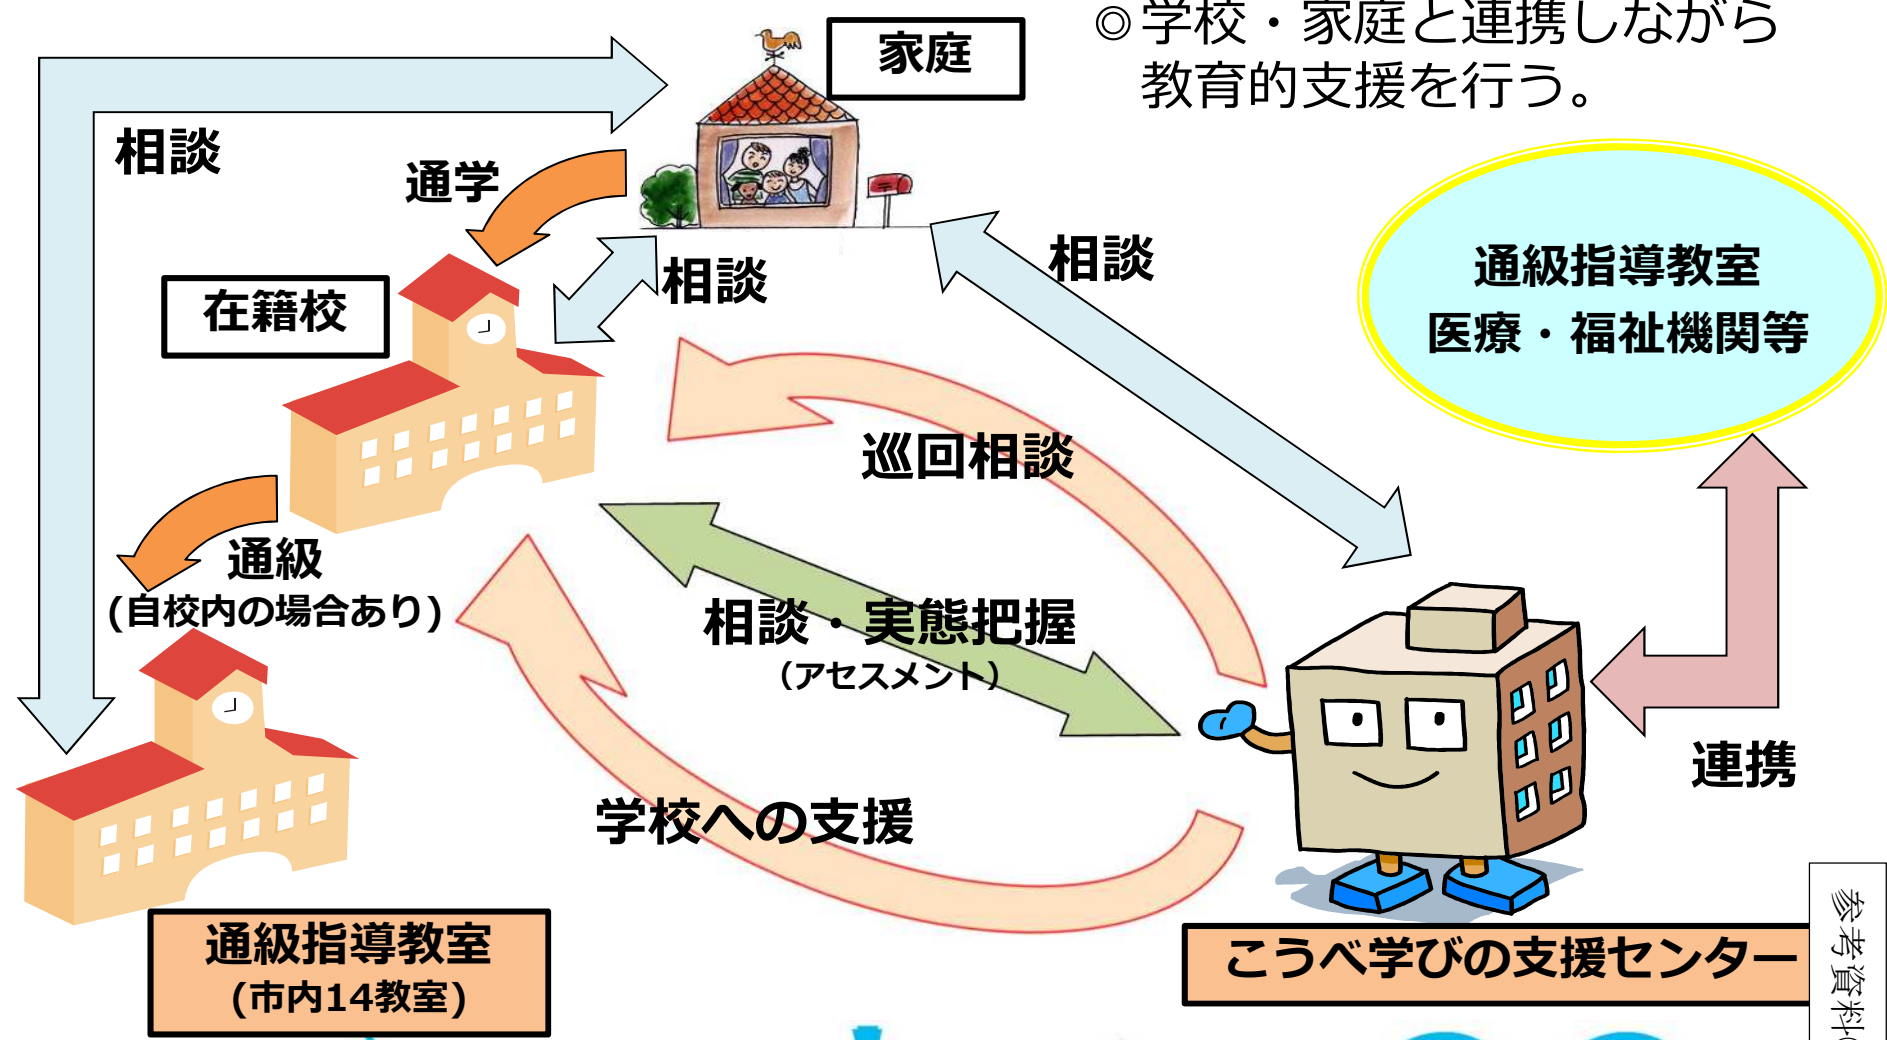 ◎学校・家庭と連携しながら
教育的支援を行う。
家庭
相談
通学
相談
相談
在籍校
通級指導教室
医療・福祉機関等
巡回相談
通級
(自校内の場合あり)
相談・実態把握
（アセスメント）
学校への支援
連携
通級指導教室
(市内14教室)
こうべ学びの支援センター
参考資料